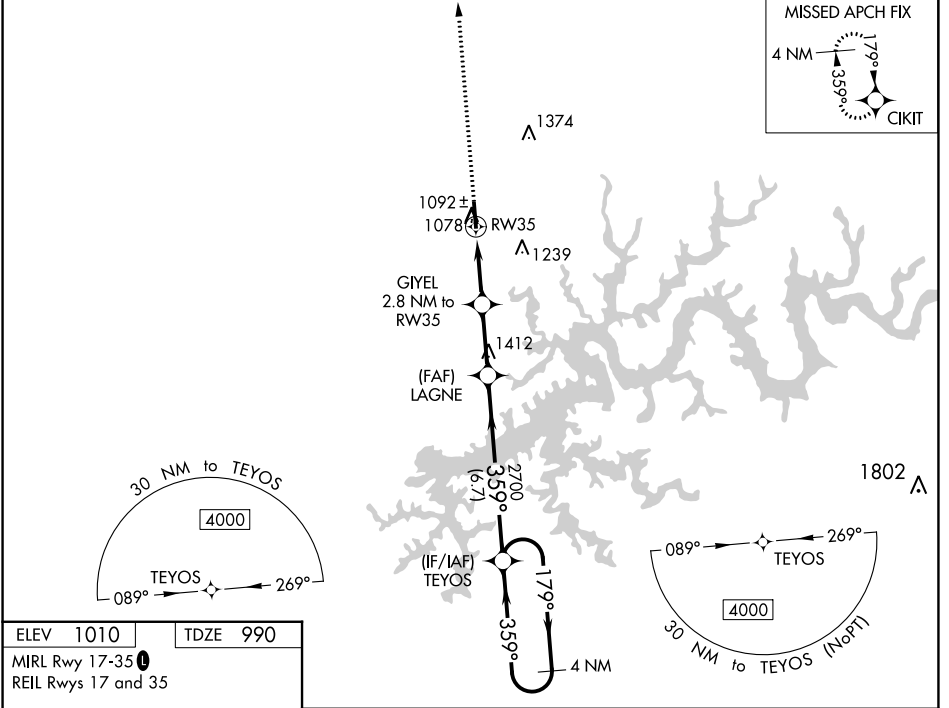 MISSED APCH FIX
4 NM
179°
359°
CIKIT
1374
1092 ±
1078
RW35
1239
GIYEL
2.8 NM to
RW35
1412
(FAF)
LAGNE
2700
359°
(6.7)
1802
30 NM to TEYOS
4000
TEYOS
089°
269°
(IF/IAF)
TEYOS
179°
359°
4 NM
089°
269°
TEYOS
4000
30 NM to TEYOS (NoPT)
ELEV 1010
TDZE 990
MIRL Rwy 17-35 L
REIL Rwys 17 and 35